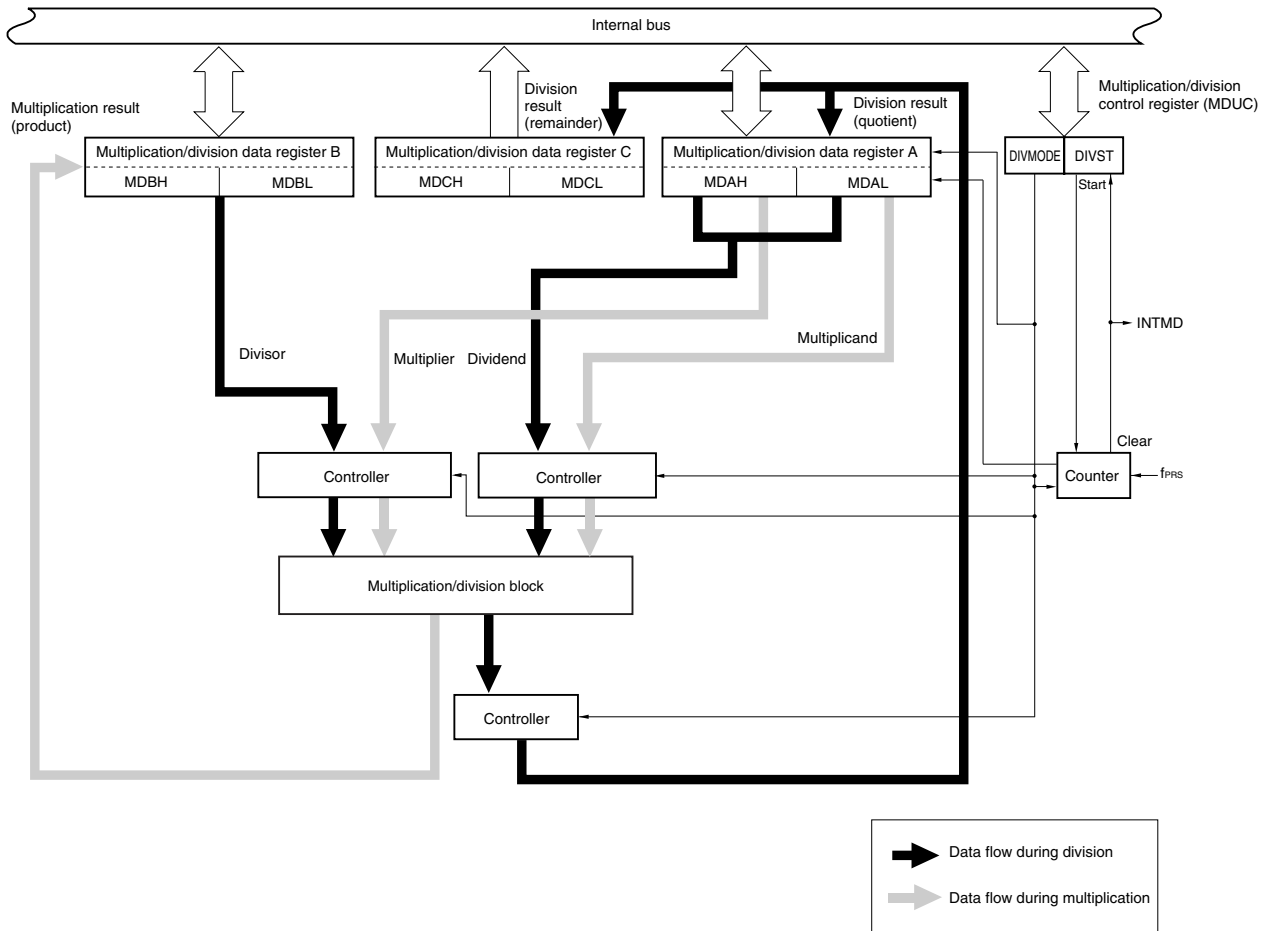 Internal bus
Multiplication result
(product)
Division
result
(remainder)
Division result
(quotient)
Multiplication/division
control register (MDUC)
Multiplication/division data register B
MDBH
MDBL
Multiplication/division data register C
MDCH
MDCL
Multiplication/division data register A
MDAH
MDAL
DIVMODE
DIVST
Start
INTMD
Divisor
Multiplier
Dividend
Multiplicand
Clear
Controller
Controller
Counter
fPRS
Multiplication/division block
Controller
Data flow during division
Data flow during multiplication